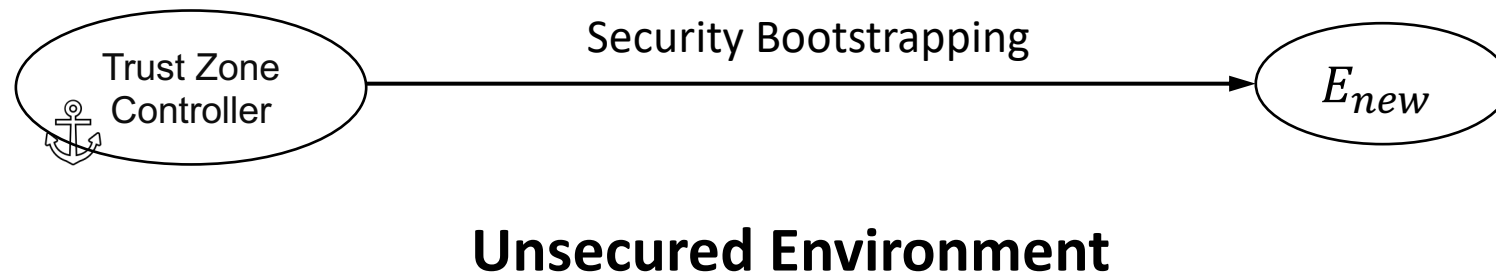 Security Bootstrapping
Trust Zone
Controller
E_new
Unsecured Environment